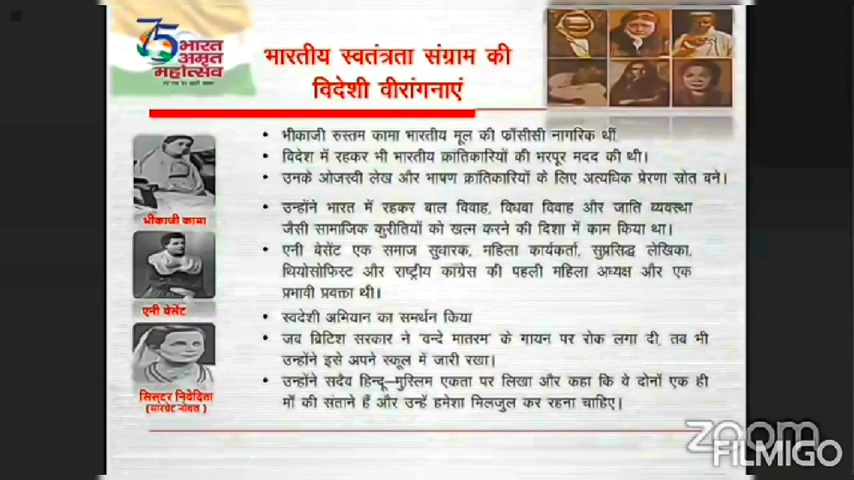 75
भारत
अमृत
महोत्सव
भारतीय स्वतंत्रता संग्राम की
विदेशी वीरांगनाएं
• भीकाजी रुस्तम कामा भारतीय मूल की फ्राँसीसी नागरिक थीं.
• विदेश में रहकर भी भारतीय क्रांतिकारियों की भरपूर मदद की थी।
• उनके ओजस्वी लेख और भाषण क्रांतिकारियों के लिए अत्यधिक प्रेरणा स्रोत बने।
भीकाजी कामा
• उन्होंने भारत में रहकर बाल विवाह, विधवा विवाह और जाति व्यवस्था
जैसी सामाजिक कुरीतियों को खत्म करने की दिशा में काम किया था।
• एनी बेसेंट एक समाज सुधारक, महिला कार्यकर्ता, सुप्रसिद्ध लेखिका,
थियोसोफिस्ट और राष्ट्रीय कांग्रेस की पहली महिला अध्यक्ष और एक
प्रभावी प्रवक्ता थी।
एनी बेसेंट
• स्वदेशी अभियान का समर्थन किया
• जब ब्रिटिश सरकार ने 'वन्दे मातरम' के गायन पर रोक लगा दी, तब भी
उन्होंने इसे अपने स्कूल में जारी रखा।
• उन्होंने सदैव हिन्दू–मुस्लिम एकता पर लिखा और कहा कि वे दोनों एक ही
माँ की संताने हैं और उन्हें हमेशा मिलजुल कर रहना चाहिए।
सिस्टर निवेदिता
zoom
FILMIGO